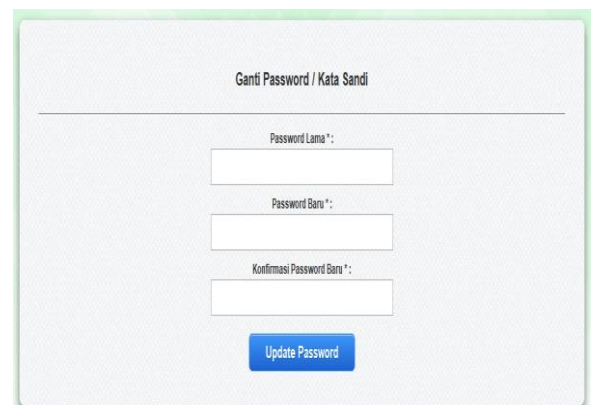 Ganti Password / Kata Sandi
Password Lama * :
Password Baru * :
Konfirmasi Password Baru * :
Update Password